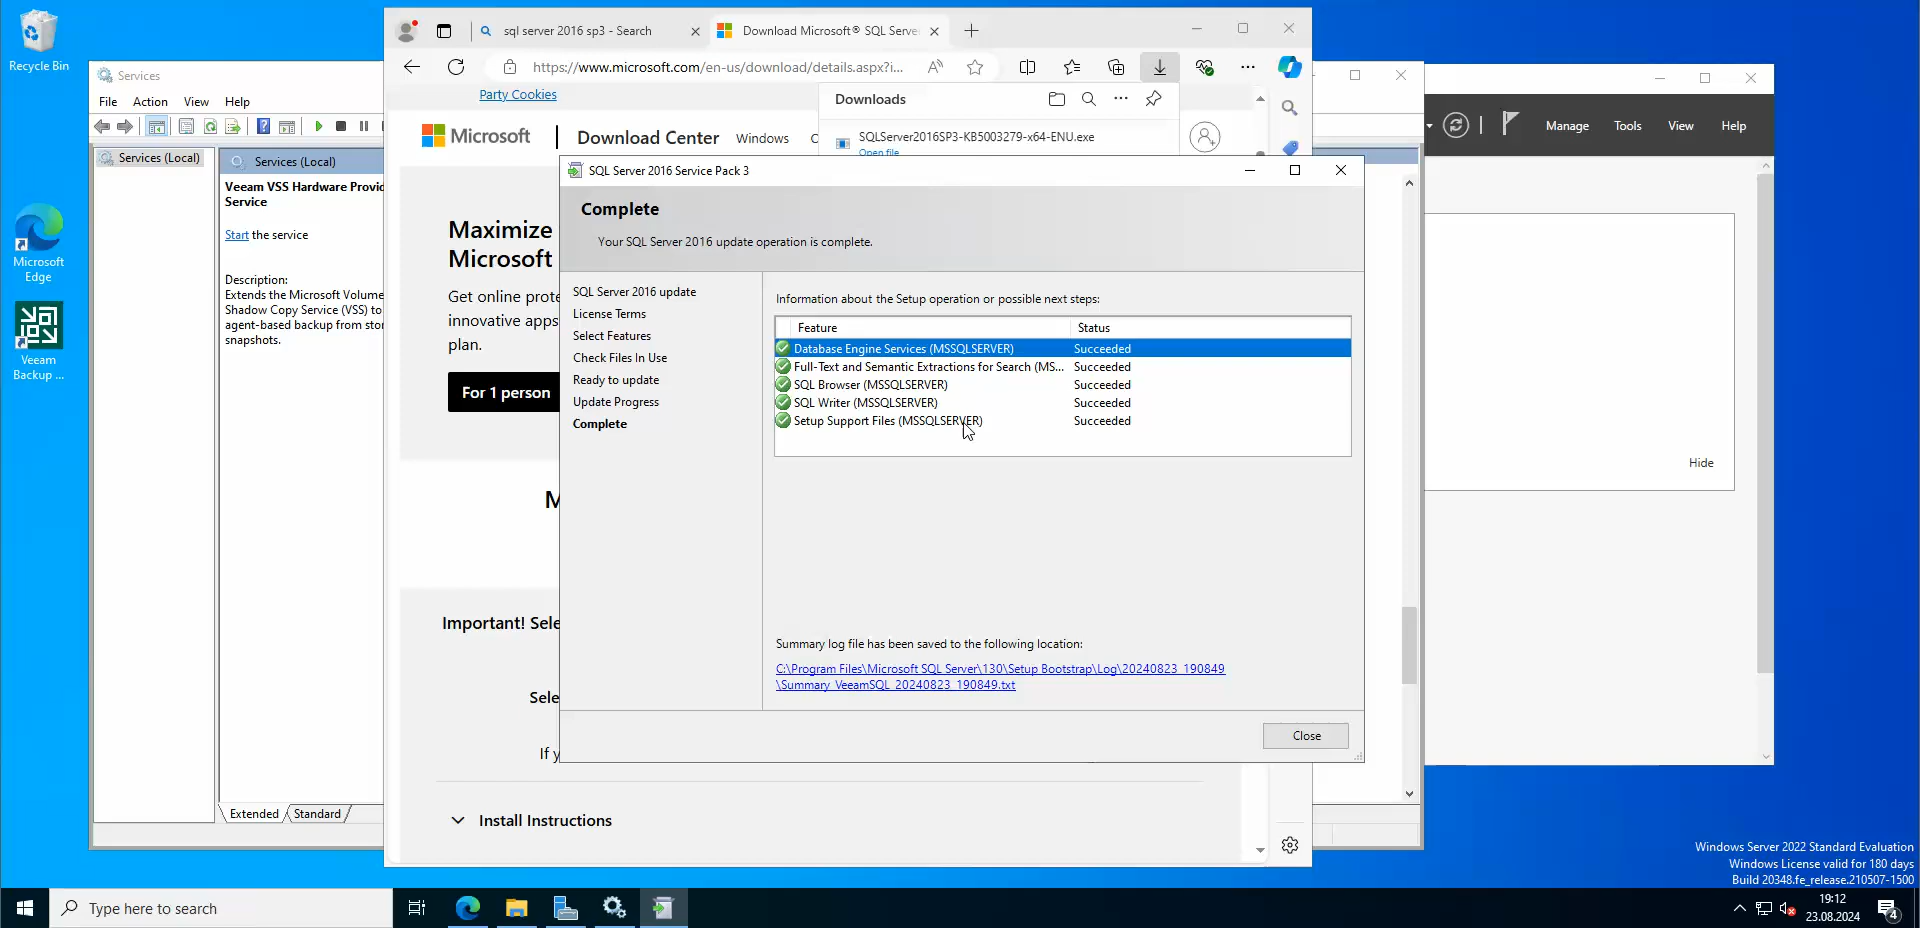 Recycle Bin
Microsoft Edge
Veeam Backup ...
Services
File Action View Help
Services (Local)
Services (Local)
Veeam VSS Hardware Provid
Service
Start the service
Description:
Extends the Microsoft Volume
Shadow Copy Service (VSS) to
agent-based backup from stor
snapshots.
Extended Standard
sql server 2016 sp3 - Search
Download Microsoft® SQL Serve
https://www.microsoft.com/en-us/download/details.aspx?i...
Party Cookies
Downloads
SQLServer2016SP3-KB5003279-x64-ENU.exe
Open file
Microsoft
Download Center Windows
Maximize
Microsoft
Get online prote
innovative apps
plan.
For 1 person
M
Important! Sele
Sele
If y
Install Instructions
SQL Server 2016 Service Pack 3
Complete
Your SQL Server 2016 update operation is complete.
SQL Server 2016 update
License Terms
Select Features
Check Files In Use
Ready to update
Update Progress
Complete
Information about the Setup operation or possible next steps:
Feature Status
Database Engine Services (MSSQLSERVER) Succeeded
Full-Text and Semantic Extractions for Search (MS... Succeeded
SQL Browser (MSSQLSERVER) Succeeded
SQL Writer (MSSQLSERVER) Succeeded
Setup Support Files (MSSQLSERVER) Succeeded
Summary log file has been saved to the following location:
C:\Program Files\Microsoft SQL Server\130\Setup Bootstrap\Log\20240823_190849
\Summary_VeeamSQL_20240823_190849.txt
Close
Manage Tools View Help
Hide
Windows Server 2022 Standard Evaluation
Windows License valid for 180 days
Build 20348.fe_release.210507-1500
Type here to search
19:12
23.08.2024
4